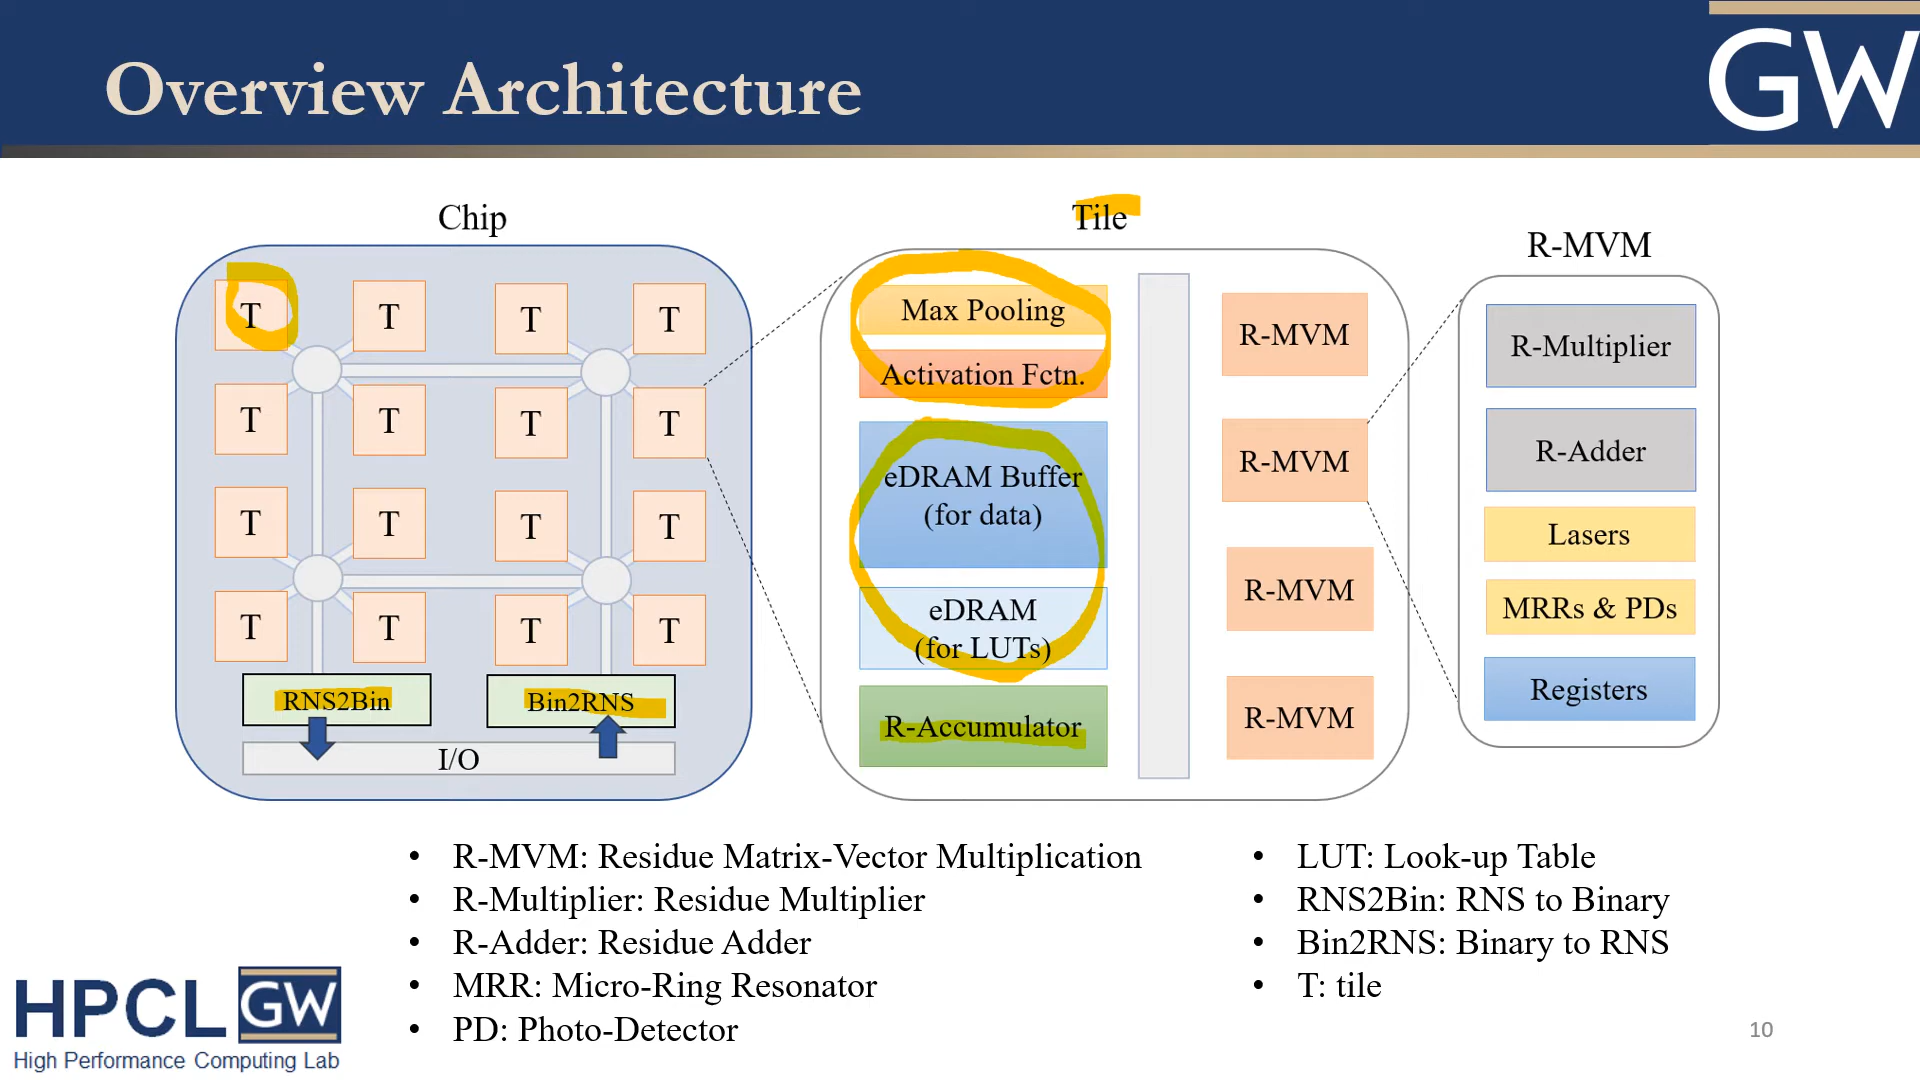 Overview Architecture
GW
Chip
T T T T
T T T T
T T T T
T T T T
RNS2Bin
Bin2RNS
I/O
Tile
Max Pooling
Activation Fctn.
eDRAM Buffer
(for data)
eDRAM
(for LUTs)
R-Accumulator
R-MVM
R-MVM
R-MVM
R-MVM
R-MVM
R-Multiplier
R-Adder
Lasers
MRRs & PDs
Registers
• R-MVM: Residue Matrix-Vector Multiplication
• R-Multiplier: Residue Multiplier
• R-Adder: Residue Adder
• MRR: Micro-Ring Resonator
• PD: Photo-Detector
• LUT: Look-up Table
• RNS2Bin: RNS to Binary
• Bin2RNS: Binary to RNS
• T: tile
HPCL GW
High Performance Computing Lab
10